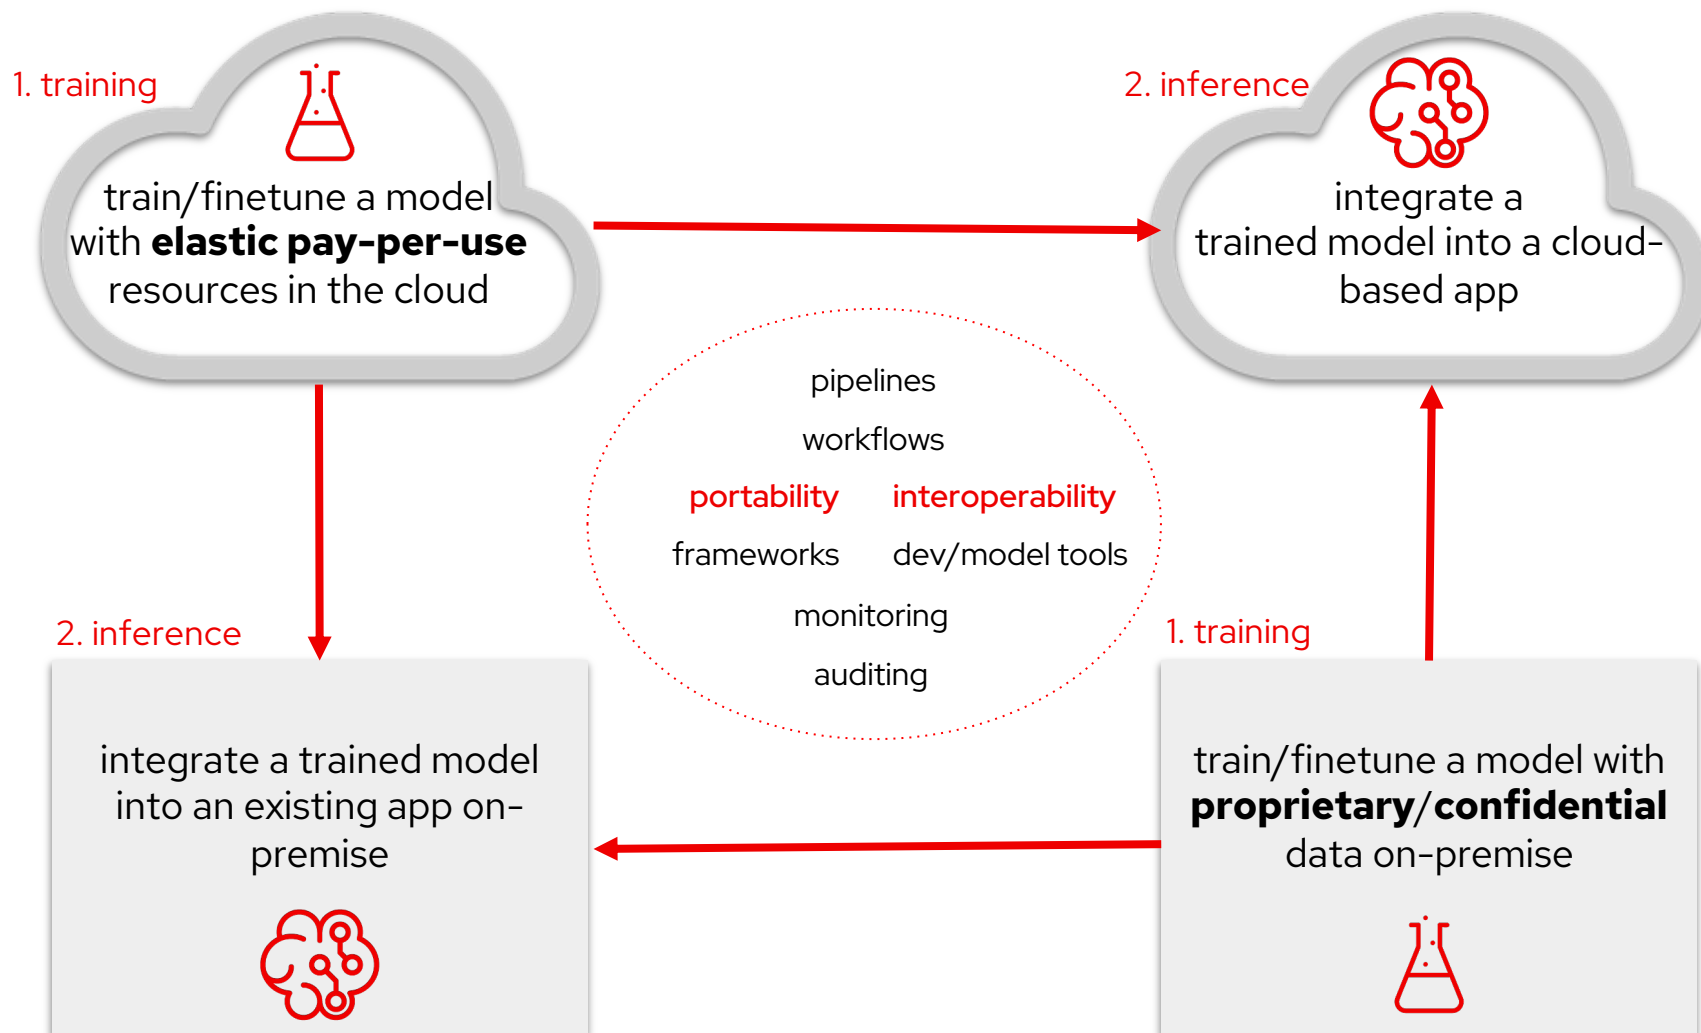 1. training
train/finetune a model
with elastic pay-per-use
resources in the cloud
2. inference
integrate a
trained model into a cloud-
based app
pipelines
workflows
portability interoperability
frameworks dev/model tools
monitoring
auditing
2. inference
integrate a trained model
into an existing app on-
premise
1. training
train/finetune a model with
proprietary/confidential
data on-premise